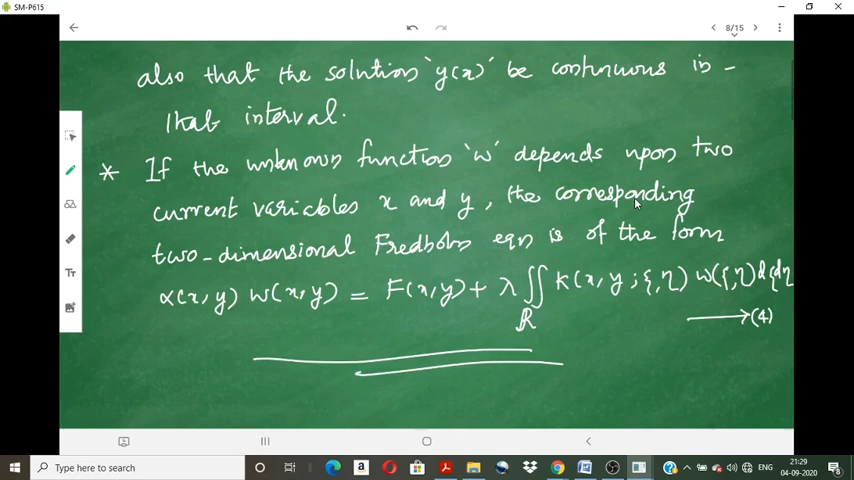 SM-P615
8/15
also that the solution 'y(x)' be continuous in -
that interval.
* If the unknown function 'w' depends upon two
current variables x and y, the corresponding
two-dimensional Fredholm eqn is of the form
α(x,y) w(x,y) = F(x,y) + λ ∬ K(x,y; ξ,η) w(ξ,η) dξ dη
R
→(4)
Type here to search
ENG
21:29
04-09-2020